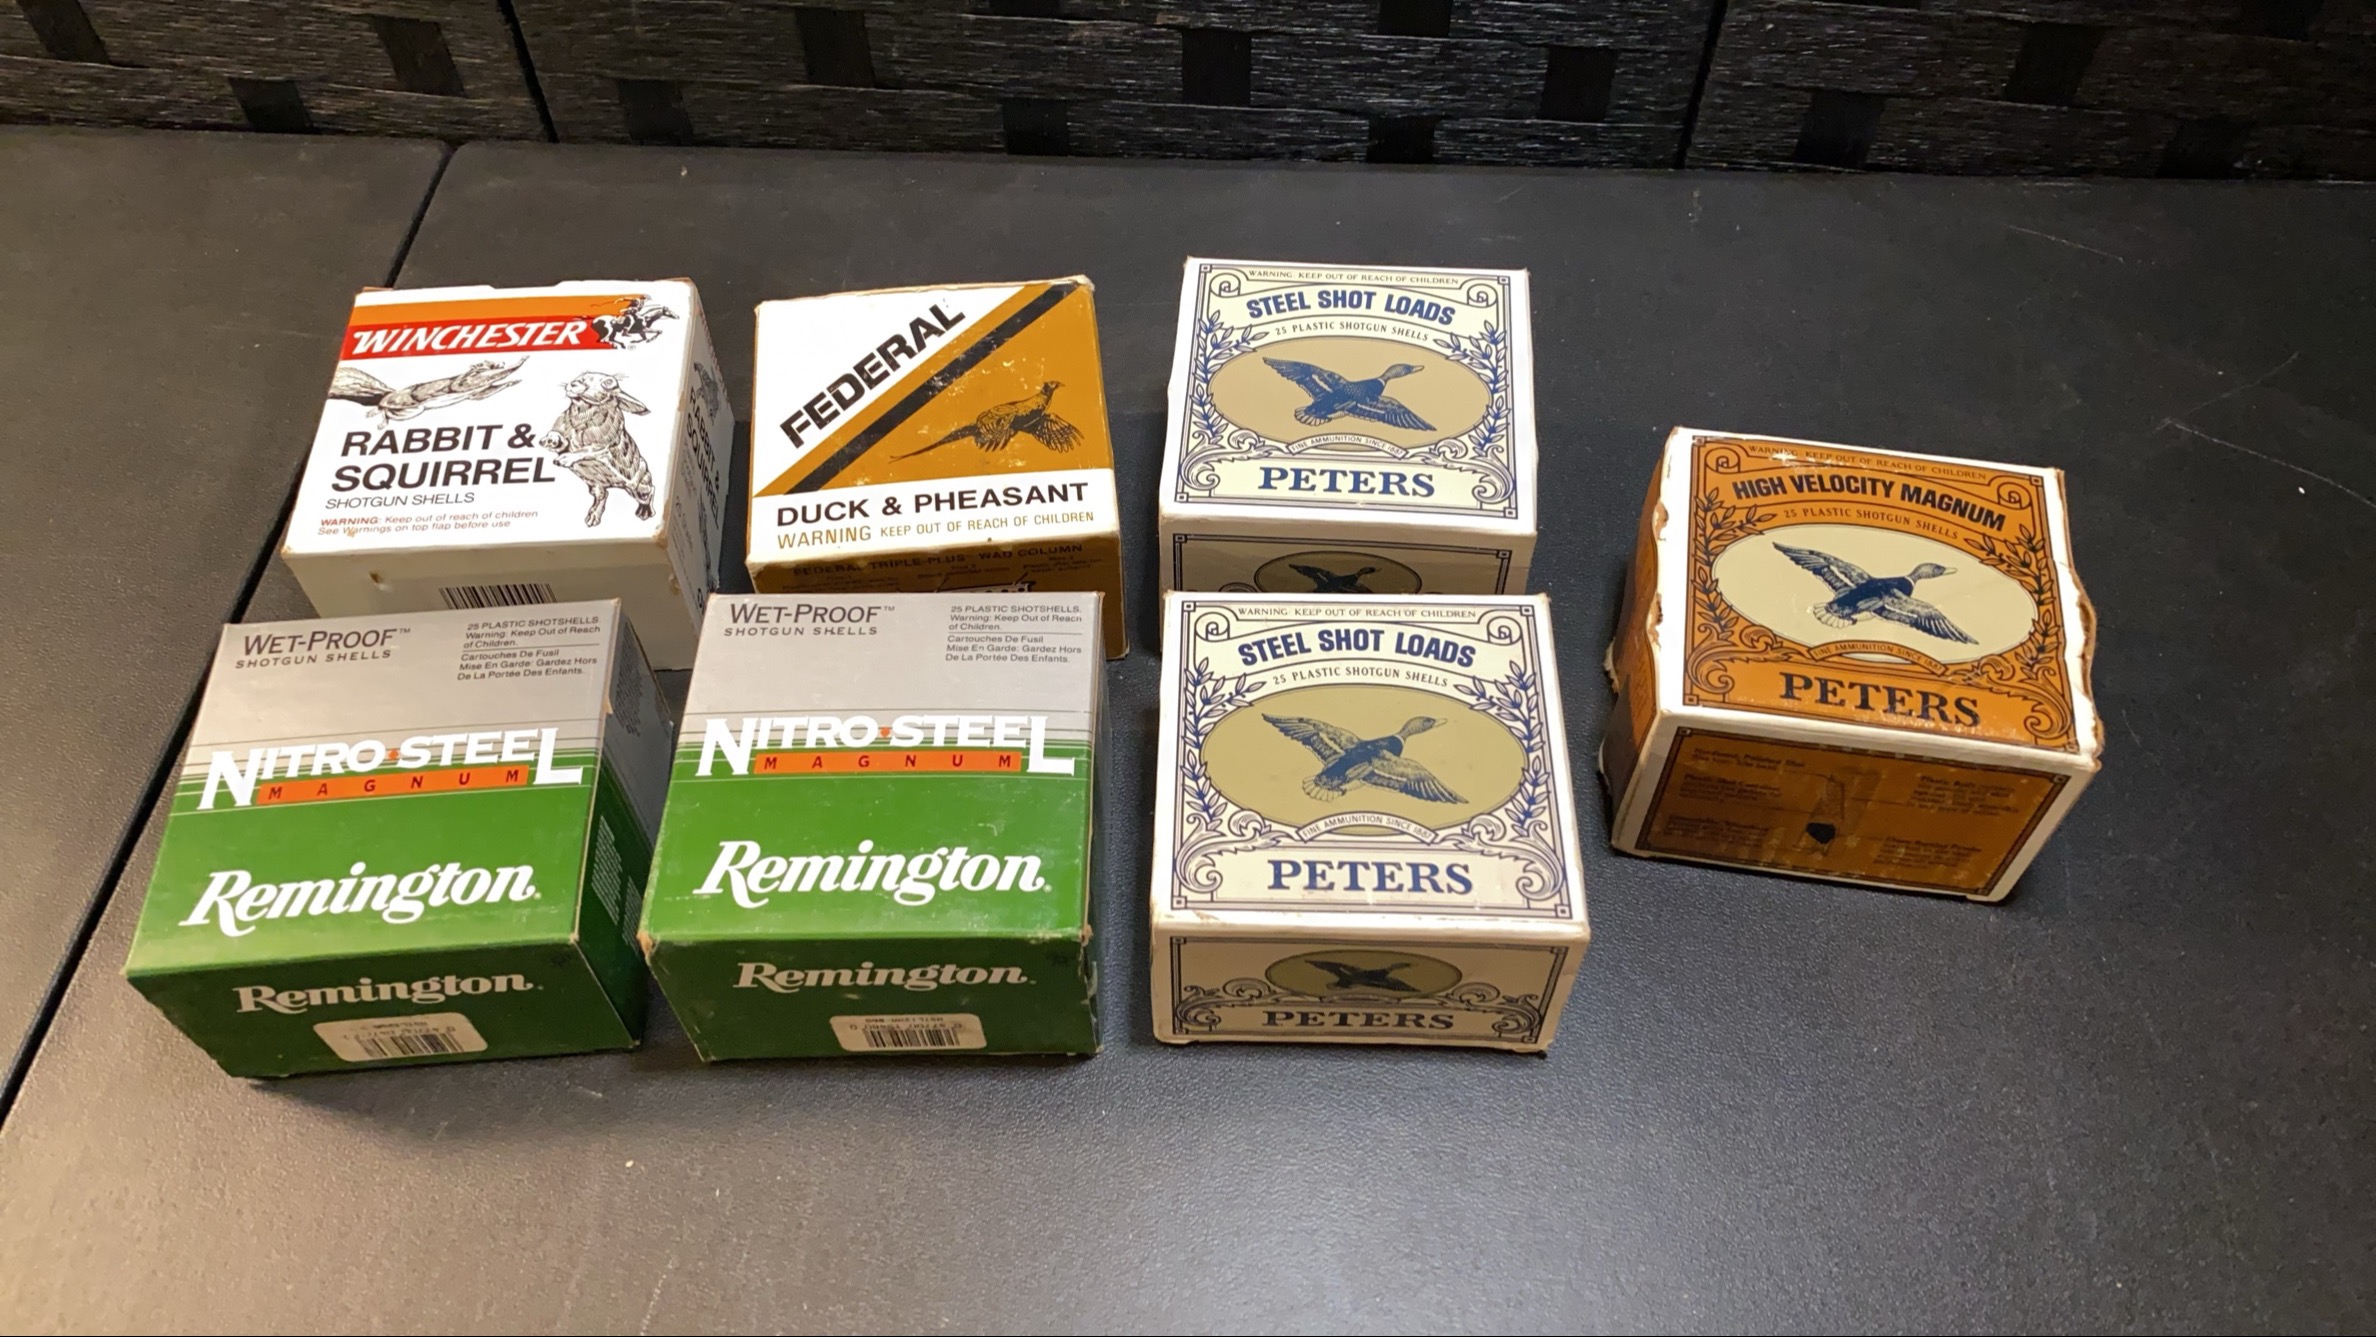 WINCHESTER
RABBIT &
SQUIRREL
SHOTGUN SHELLS
WARNING: Keep out of reach of children
See Warnings on top flap before use
RABBIT &
SQUIRREL
FEDERAL
DUCK & PHEASANT
WARNING KEEP OUT OF REACH OF CHILDREN
FEDERAL TRIPLE-PLUS WAD COLUMN
WARNING: KEEP OUT OF REACH OF CHILDREN
STEEL SHOT LOADS
25 PLASTIC SHOTGUN SHELLS
FINE AMMUNITION SINCE 1887
PETERS
WARNING: KEEP OUT OF REACH OF CHILDREN
HIGH VELOCITY MAGNUM
25 PLASTIC SHOTGUN SHELLS
FINE AMMUNITION SINCE 1887
PETERS
WET-PROOF™
SHOTGUN SHELLS
25 PLASTIC SHOTSHELLS
Warning: Keep Out of Reach
of Children.
Cartouches De Fusil
Mise En Garde: Gardez Hors
De La Portée Des Enfants.
NITRO•STEEL
MAGNUM
Remington®
Remington®
WET-PROOF™
SHOTGUN SHELLS
25 PLASTIC SHOTSHELLS.
Warning: Keep Out of Reach
of Children.
Cartouches De Fusil
Mise En Garde: Gardez Hors
De La Portée Des Enfants.
NITRO•STEEL
MAGNUM
Remington®
Remington®
WARNING: KEEP OUT OF REACH OF CHILDREN
STEEL SHOT LOADS
25 PLASTIC SHOTGUN SHELLS
FINE AMMUNITION SINCE 1887
PETERS
PETERS